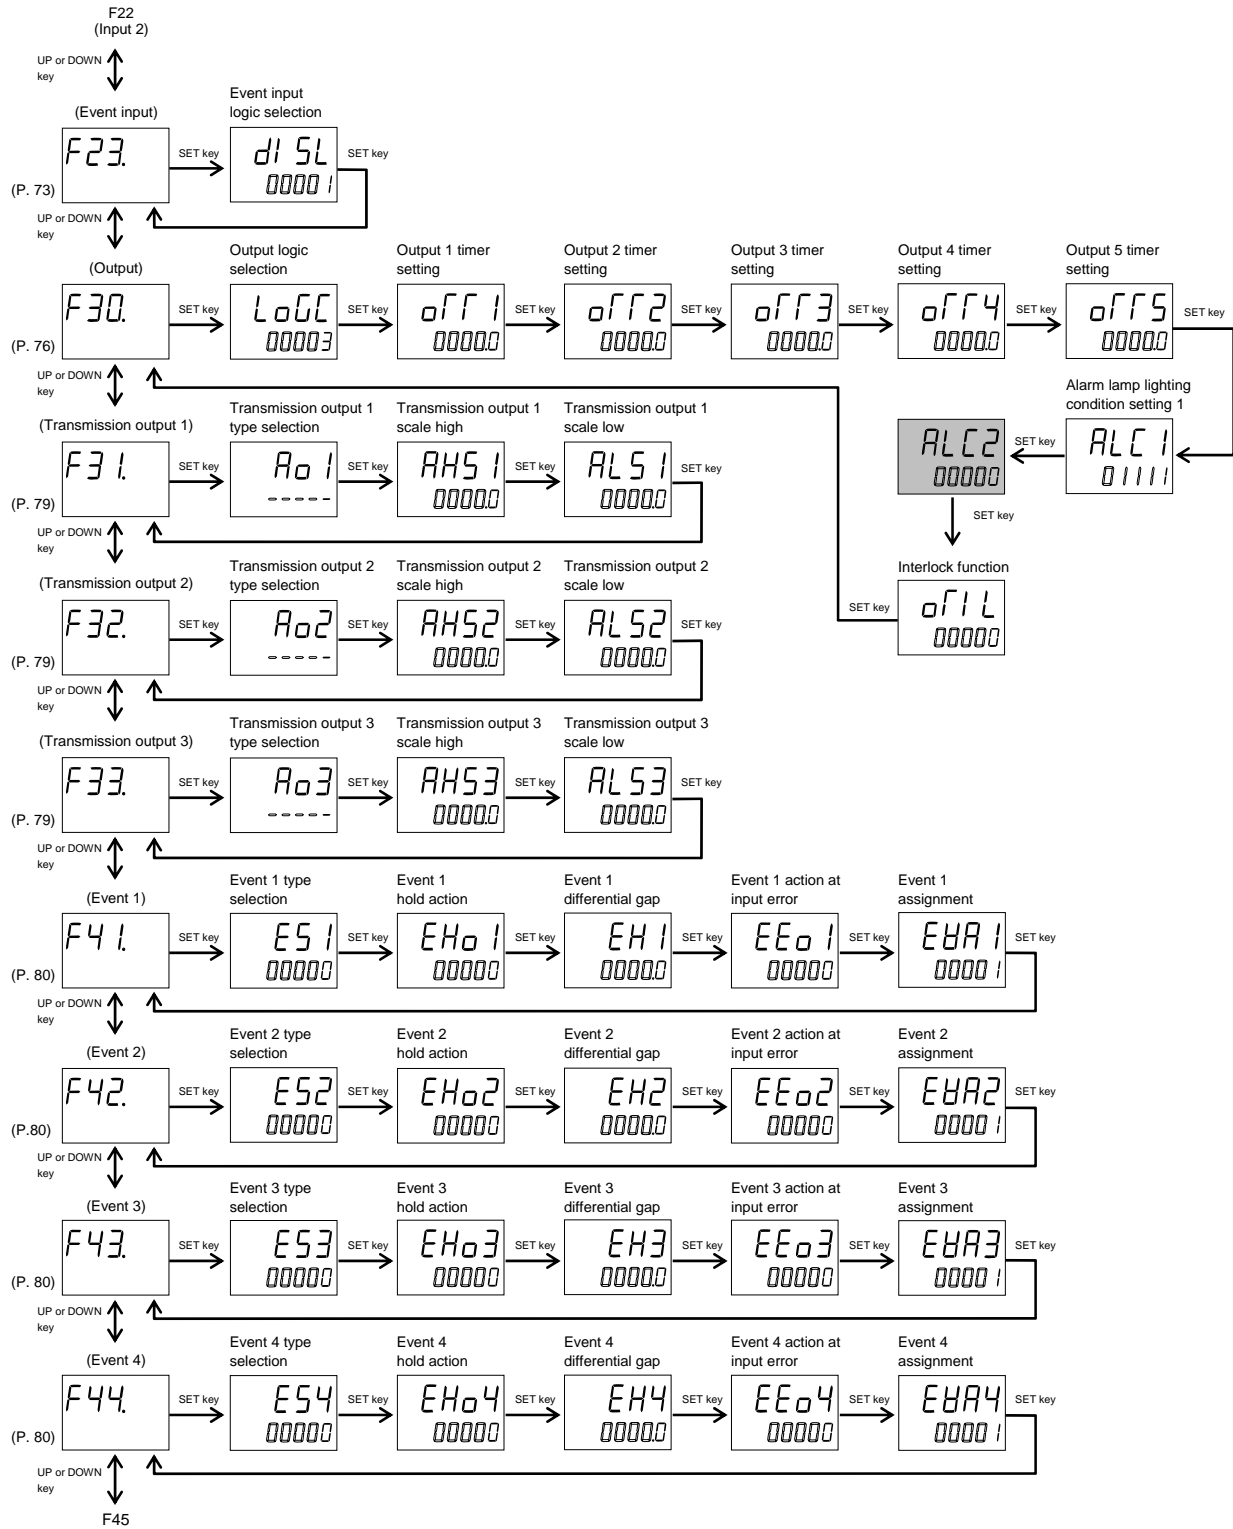 F22
(Input 2)
UP or DOWN
key
(Event input)
Event input
logic selection
F23.
SET key
dI SL
00001
SET key
(P. 73)
UP or DOWN
key
(Output)
Output logic
selection
Output 1 timer
setting
Output 2 timer
setting
Output 3 timer
setting
Output 4 timer
setting
Output 5 timer
setting
F30.
SET key
LoGC
00003
SET key
oTT1
0000.0
SET key
oTT2
0000.0
SET key
oTT3
0000.0
SET key
oTT4
0000.0
SET key
oTT5
0000.0
SET key
(P. 76)
UP or DOWN
key
Alarm lamp lighting
condition setting 1
ALC1
01111
SET key
ALC2
00000
SET key
Interlock function
oTIL
00000
SET key
(Transmission output 1)
Transmission output 1
type selection
Transmission output 1
scale high
Transmission output 1
scale low
F31.
SET key
Ao1
-----
SET key
AHS1
0000.0
SET key
ALS1
0000.0
SET key
(P. 79)
UP or DOWN
key
(Transmission output 2)
Transmission output 2
type selection
Transmission output 2
scale high
Transmission output 2
scale low
F32.
SET key
Ao2
-----
SET key
AHS2
0000.0
SET key
ALS2
0000.0
SET key
(P. 79)
UP or DOWN
key
(Transmission output 3)
Transmission output 3
type selection
Transmission output 3
scale high
Transmission output 3
scale low
F33.
SET key
Ao3
-----
SET key
AHS3
0000.0
SET key
ALS3
0000.0
SET key
(P. 79)
UP or DOWN
key
(Event 1)
Event 1 type
selection
Event 1
hold action
Event 1
differential gap
Event 1 action at
input error
Event 1
assignment
F41.
SET key
ES1
00000
SET key
EHo1
00000
SET key
EH1
0000.0
SET key
EEo1
00000
SET key
EVA1
00001
SET key
(P. 80)
UP or DOWN
key
(Event 2)
Event 2 type
selection
Event 2
hold action
Event 2
differential gap
Event 2 action at
input error
Event 2
assignment
F42.
SET key
ES2
00000
SET key
EHo2
00000
SET key
EH2
0000.0
SET key
EEo2
00000
SET key
EVA2
00001
SET key
(P.80)
UP or DOWN
key
(Event 3)
Event 3 type
selection
Event 3
hold action
Event 3
differential gap
Event 3 action at
input error
Event 3
assignment
F43.
SET key
ES3
00000
SET key
EHo3
00000
SET key
EH3
0000.0
SET key
EEo3
00000
SET key
EVA3
00001
SET key
(P. 80)
UP or DOWN
key
(Event 4)
Event 4 type
selection
Event 4
hold action
Event 4
differential gap
Event 4 action at
input error
Event 4
assignment
F44.
SET key
ES4
00000
SET key
EHo4
00000
SET key
EH4
0000.0
SET key
EEo4
00000
SET key
EVA4
00001
SET key
(P. 80)
UP or DOWN
key
F45